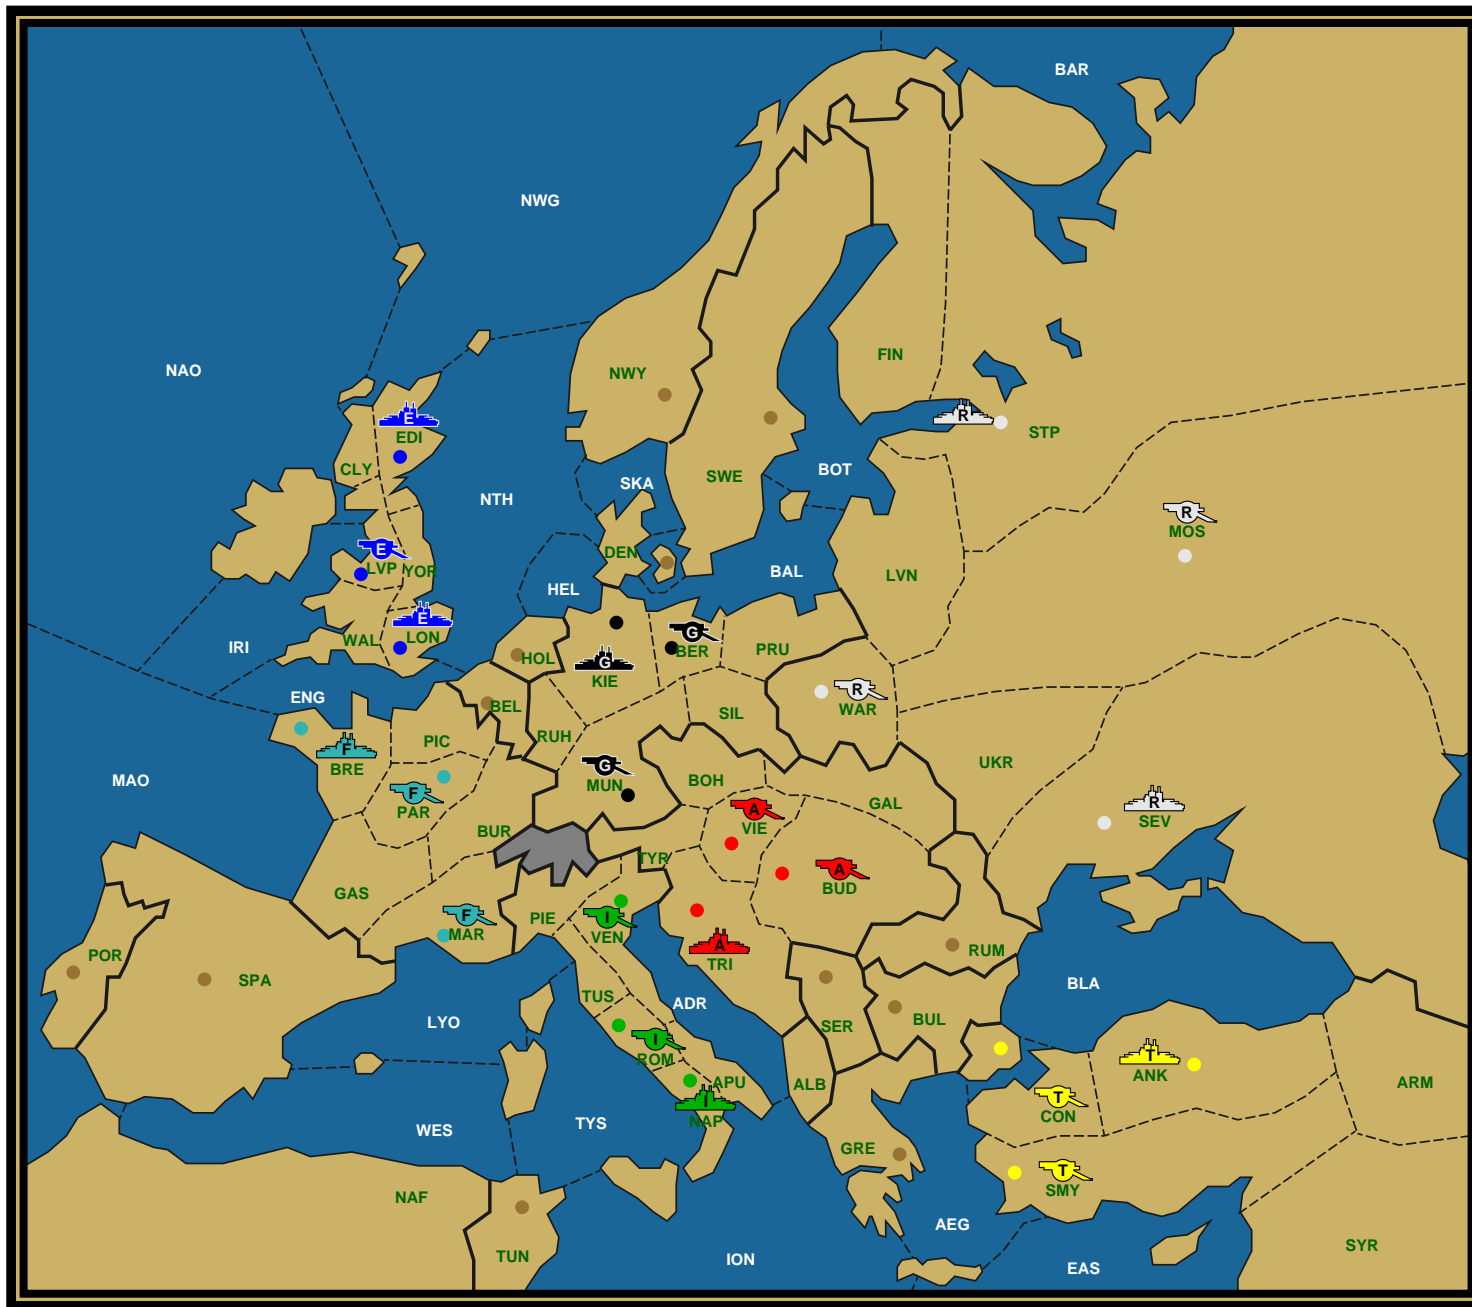 BAR
NWG
NAO
FIN
NWY
R
STP
E
EDI
CLY
SWE
BOT
SKA
NTH
R
MOS
E
LVP
YOR
DEN
HEL
BAL
LVN
E
LON
WAL
IRI
HOL
G
BER
PRU
G
KIE
R
WAR
ENG
BEL
SIL
RUH
PIC
F
BRE
MAO
G
MUN
BOH
UKR
F
PAR
A
VIE
GAL
R
SEV
BUR
TYR
A
BUD
GAS
F
MAR
PIE
I
VEN
A
TRI
RUM
POR
SPA
TUS
ADR
BLA
LYO
SER
BUL
I
ROM
T
ANK
APU
ALB
ARM
I
NAP
T
CON
WES
TYS
GRE
T
SMY
NAF
AEG
TUN
ION
EAS
SYR